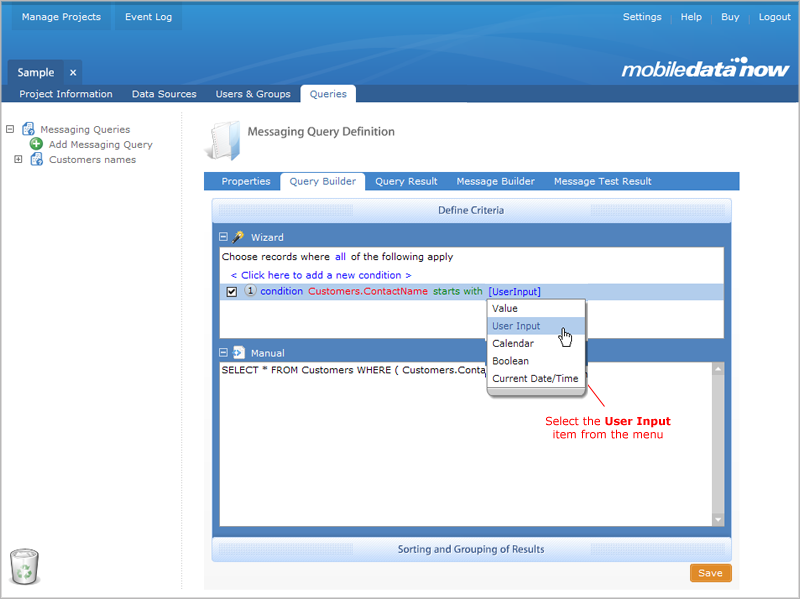 Manage Projects Event Log Settings Help Buy Logout
Sample x
mobiledatanow
Project Information Data Sources Users & Groups Queries
Messaging Queries
Add Messaging Query
Customers names
Messaging Query Definition
Properties Query Builder Query Result Message Builder Message Test Result
Define Criteria
Wizard
Choose records where all of the following apply
< Click here to add a new condition >
1 condition Customers.ContactName starts with [UserInput]
Value
User Input
Calendar
Boolean
Current Date/Time
Manual
SELECT * FROM Customers WHERE ( Customers.Conta
Select the User Input
item from the menu
Sorting and Grouping of Results
Save